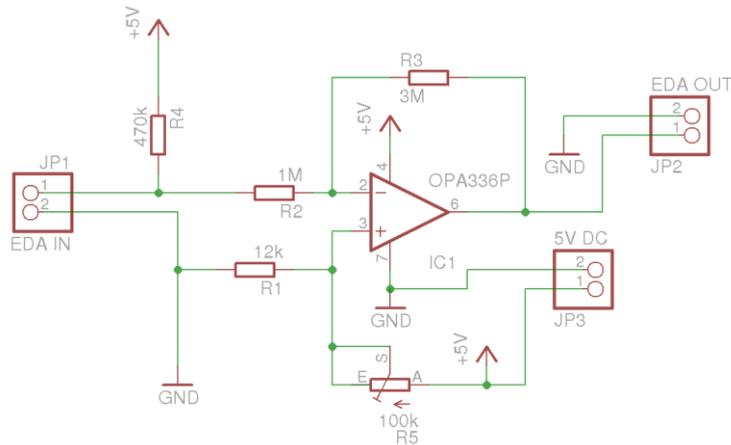 +5V
R3
3M
EDA OUT
2
1
JP2
GND
470k
R4
+5V
4
OPA336P
JP1
1
2
EDA IN
1M
R2
2
−
3
+
6
7
IC1
5V DC
2
1
JP3
12k
R1
GND
+5V
GND
S
E
A
100k
R5